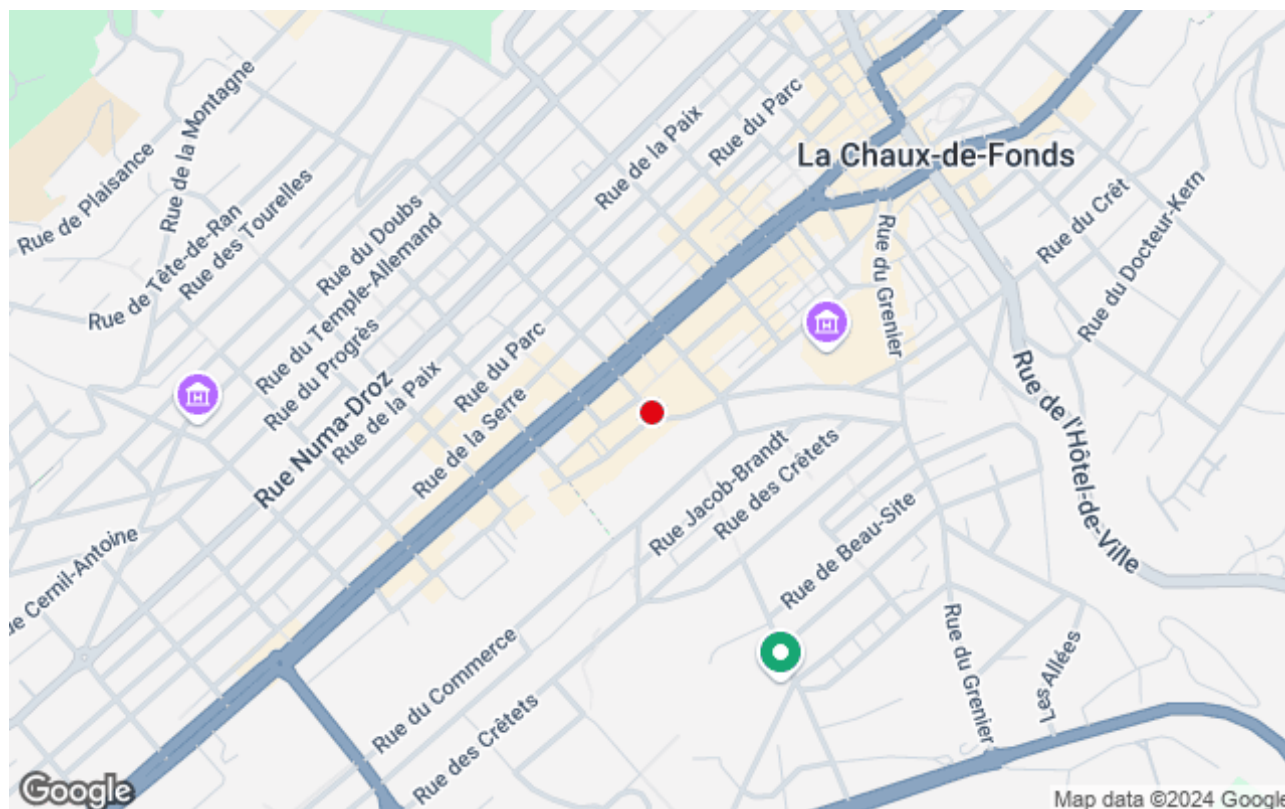 Rue du Parc
Rue de la Paix
La Chaux-de-Fonds
Rue de la Montagne
Rue de Plaisance
Rue du Crêt
Rue du Docteur-Kern
Rue des Tourelles
Rue de Tête-de-Ran
Rue du Doubs
Rue du Temple-Allemand
Rue du Progrès
Rue du Grenier
Rue du Parc
Rue de la Paix
Rue Numa-Droz
Rue de la Serre
Rue de l'Hôtel-de-Ville
Rue Jacob-Brandt
Rue des Crêtets
Rue de Beau-Site
Cernil-Antoine
Rue du Commerce
Rue du Grenier
Les Allées
Rue des Crêtets
Google
Map data ©2024 Google